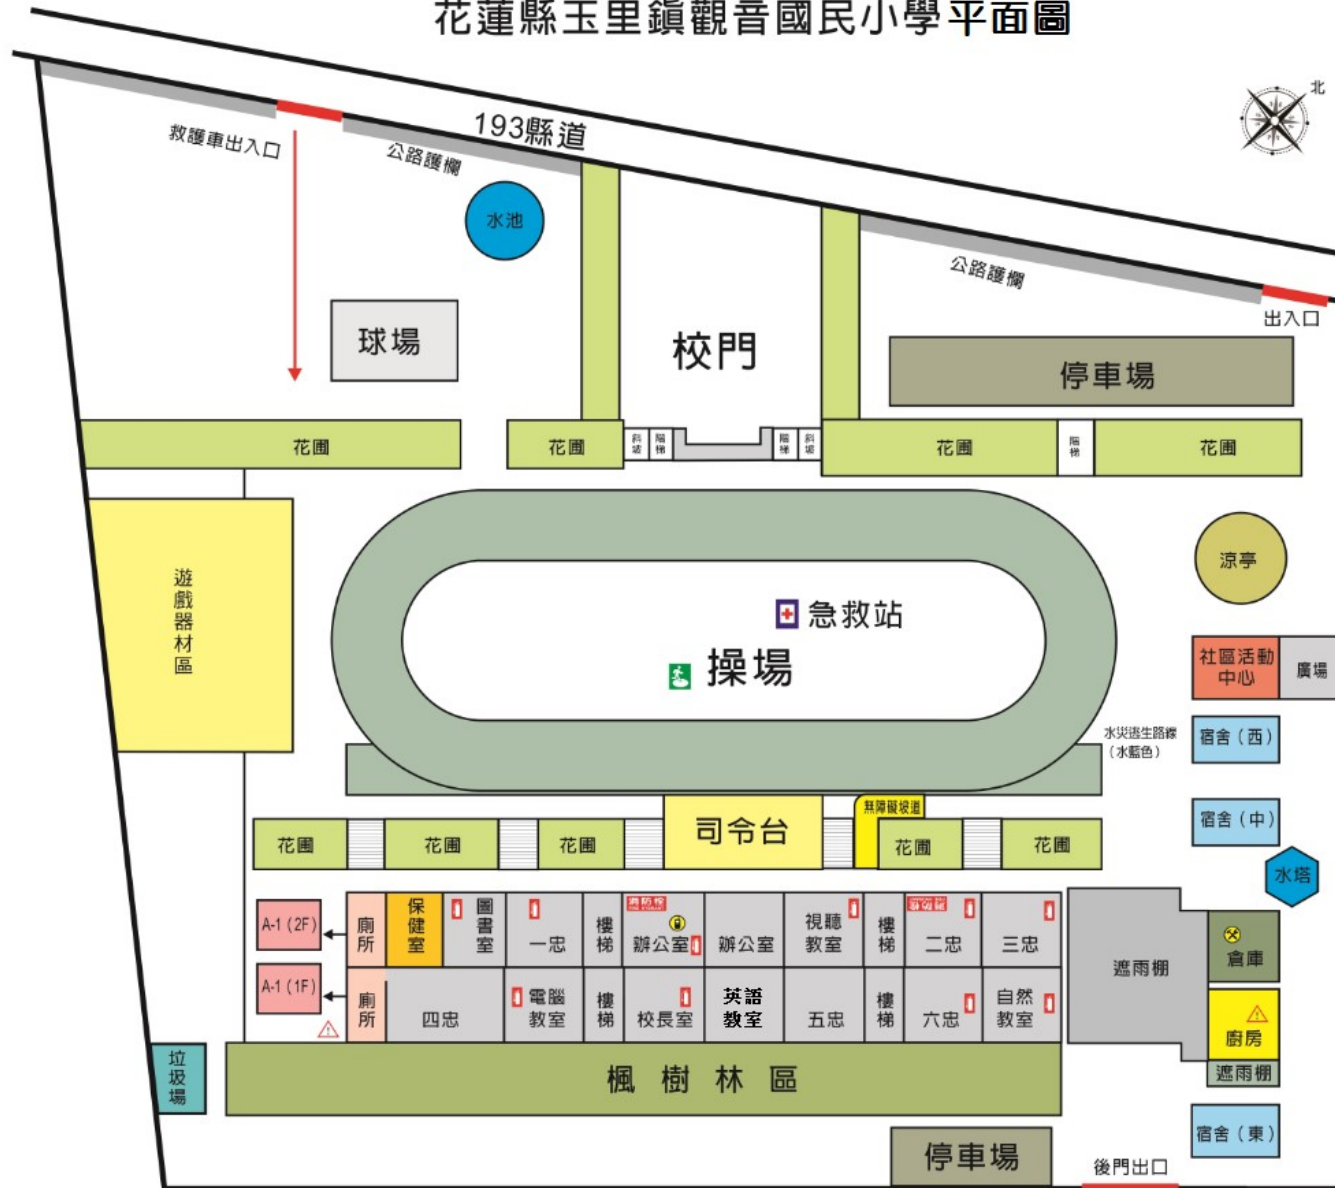 花蓮縣玉里鎮觀音國民小學平面圖
北
193縣道
救護車出入口
公路護欄
水池
公路護欄
出入口
球場
校門
停車場
花圃
花圃
斜坡
階梯
階梯
斜坡
花圃
階梯
花圃
遊戲器材區
涼亭
急救站
操場
社區活動
中心
廣場
水災逃生路線
(水藍色)
宿舍(西)
宿舍(中)
司令台
無障礙坡道
花圃
花圃
花圃
花圃
花圃
水塔
A-1 (2F)
廁所
保健室
圖書室
一忠
樓梯
消防栓
辦公室
辦公室
視聽
教室
樓梯
消防栓
二忠
三忠
遮雨棚
倉庫
A-1 (1F)
廁所
四忠
電腦
教室
樓梯
校長室
英語
教室
五忠
樓梯
六忠
自然
教室
廚房
遮雨棚
垃圾場
楓樹林區
宿舍(東)
停車場
後門出口